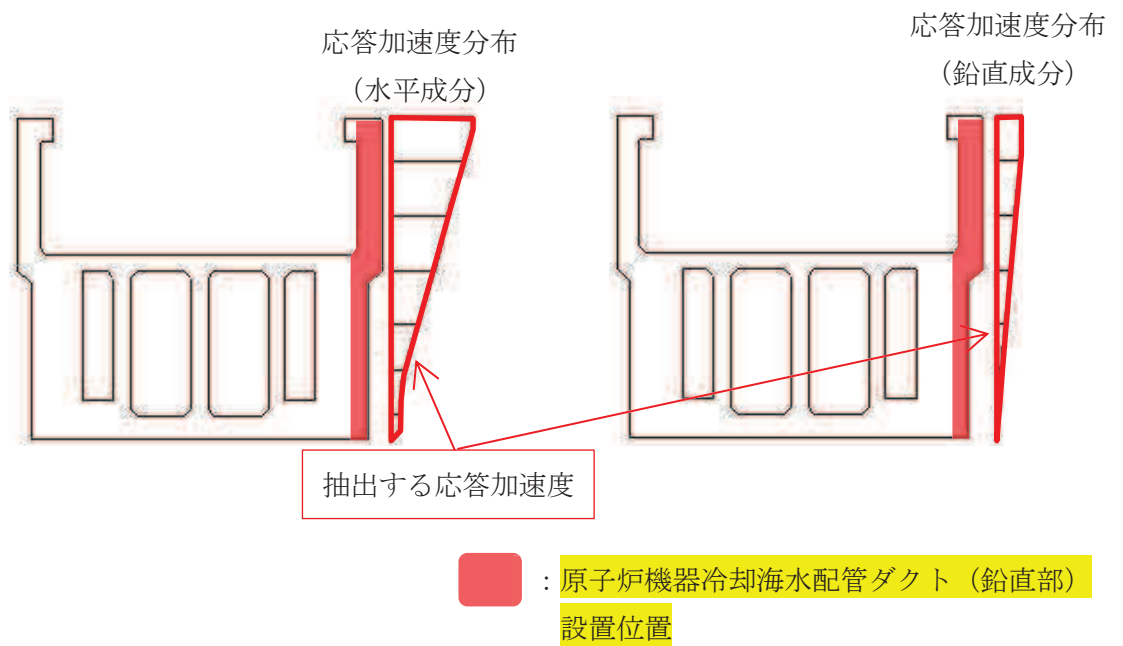 応答加速度分布
（水平成分）
応答加速度分布
（鉛直成分）
抽出する応答加速度
：原子炉機器冷却海水配管ダクト（鉛直部）
設置位置